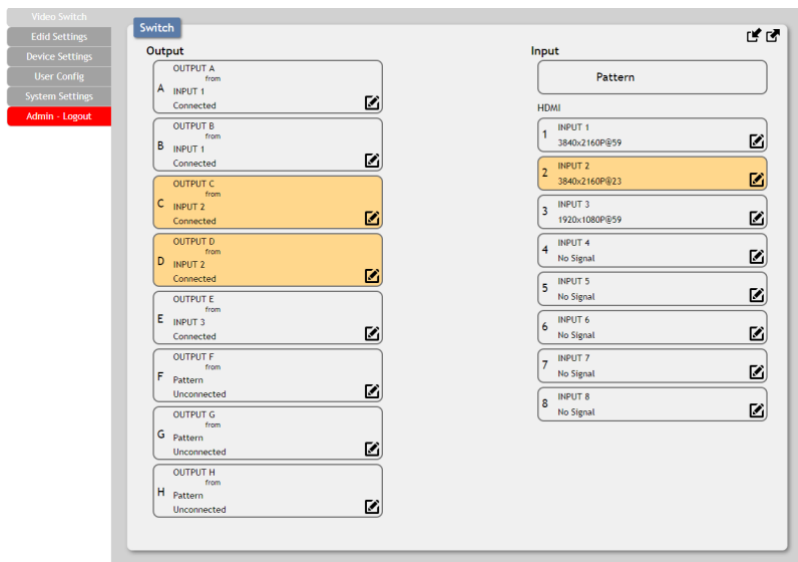 Video Switch
Edid Settings
Device Settings
User Config
System Settings
Admin - Logout
Switch
Output
A
OUTPUT A
from
INPUT 1
Connected
B
OUTPUT B
from
INPUT 1
Connected
C
OUTPUT C
from
INPUT 2
Connected
D
OUTPUT D
from
INPUT 2
Connected
E
OUTPUT E
from
INPUT 3
Connected
F
OUTPUT F
from
Pattern
Unconnected
G
OUTPUT G
from
Pattern
Unconnected
H
OUTPUT H
from
Pattern
Unconnected
Input
Pattern
HDMI
1
INPUT 1
3840x2160P@59
2
INPUT 2
3840x2160P@23
3
INPUT 3
1920x1080P@59
4
INPUT 4
No Signal
5
INPUT 5
No Signal
6
INPUT 6
No Signal
7
INPUT 7
No Signal
8
INPUT 8
No Signal